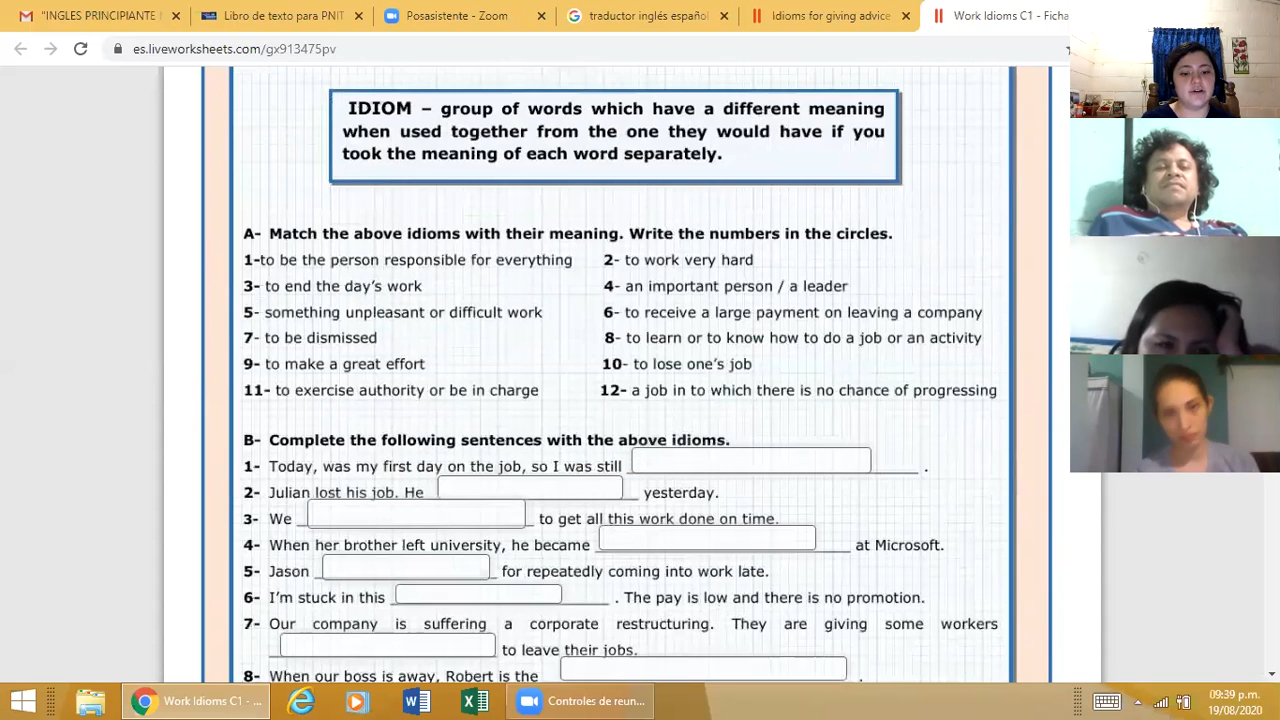 "INGLES PRINCIPIANTE
Libro de texto para PNIT
Posasistente - Zoom
traductor inglés español
Idioms for giving advice
Work Idioms C1 - Ficha
es.liveworksheets.com/gx913475pv
IDIOM – group of words which have a different meaning
when used together from the one they would have if you
took the meaning of each word separately.
A- Match the above idioms with their meaning. Write the numbers in the circles.
1-to be the person responsible for everything
2- to work very hard
3- to end the day's work
4- an important person / a leader
5- something unpleasant or difficult work
6- to receive a large payment on leaving a company
7- to be dismissed
8- to learn or to know how to do a job or an activity
9- to make a great effort
10- to lose one's job
11- to exercise authority or be in charge
12- a job in to which there is no chance of progressing
B- Complete the following sentences with the above idioms.
1- Today, was my first day on the job, so I was still .
2- Julian lost his job. He yesterday.
3- We to get all this work done on time.
4- When her brother left university, he became at Microsoft.
5- Jason for repeatedly coming into work late.
6- I'm stuck in this . The pay is low and there is no promotion.
7- Our company is suffering a corporate restructuring. They are giving some workers
to leave their jobs.
8- When our boss is away, Robert is the .
Work Idioms C1 - ...
Controles de reun...
09:39 p.m.
19/08/2020